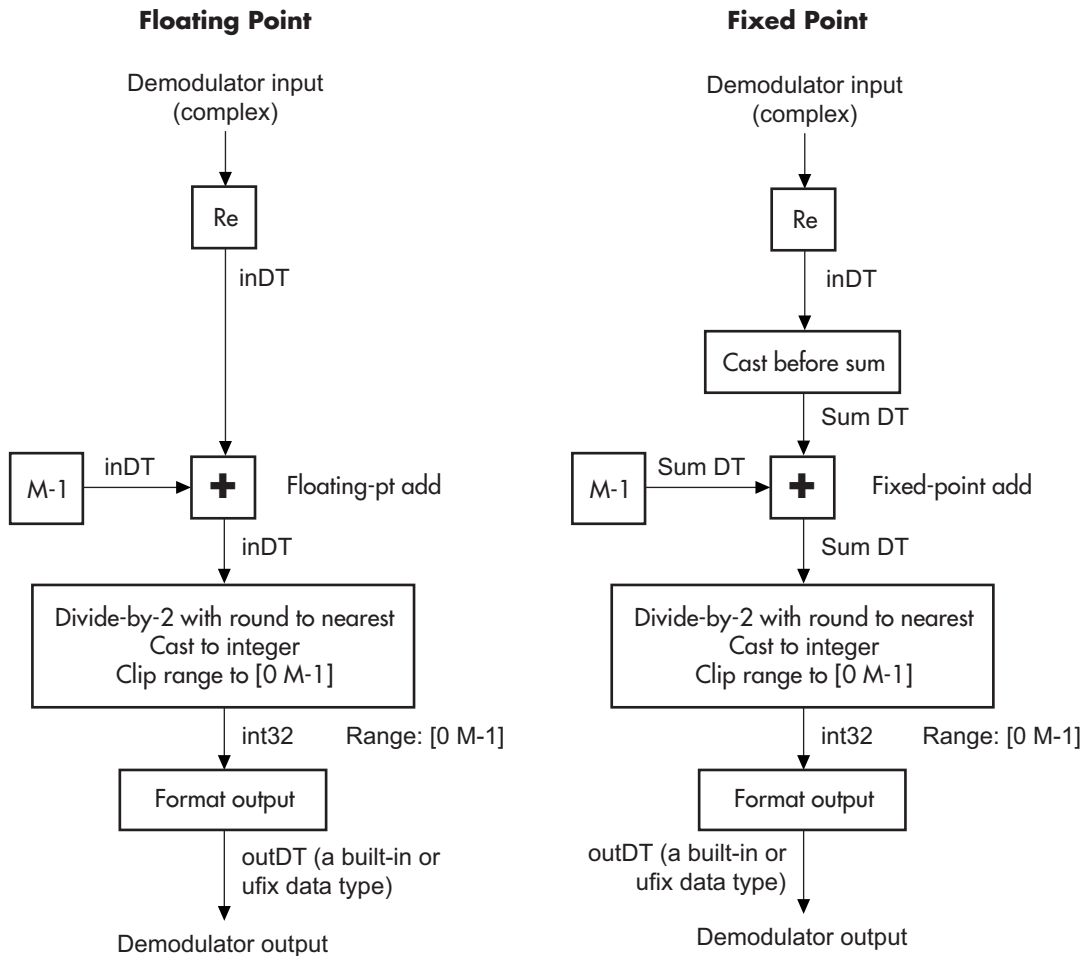 Floating Point
Demodulator input
(complex)
Re
inDT
M-1
inDT
+
Floating-pt add
inDT
Divide-by-2 with round to nearest
Cast to integer
Clip range to [0 M-1]
int32
Range: [0 M-1]
Format output
outDT (a built-in or
ufix data type)
Demodulator output
Fixed Point
Demodulator input
(complex)
Re
inDT
Cast before sum
Sum DT
M-1
Sum DT
+
Fixed-point add
Sum DT
Divide-by-2 with round to nearest
Cast to integer
Clip range to [0 M-1]
int32
Range: [0 M-1]
Format output
outDT (a built-in or
ufix data type)
Demodulator output